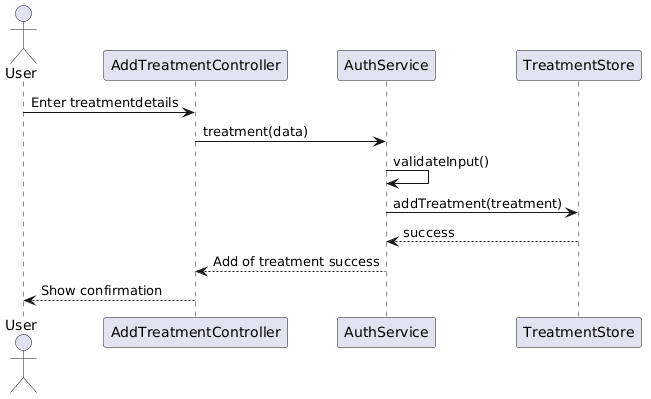 User
AddTreatmentController
AuthService
TreatmentStore
Enter treatmentdetails
treatment(data)
validateInput()
addTreatment(treatment)
success
Add of treatment success
Show confirmation
User
AddTreatmentController
AuthService
TreatmentStore